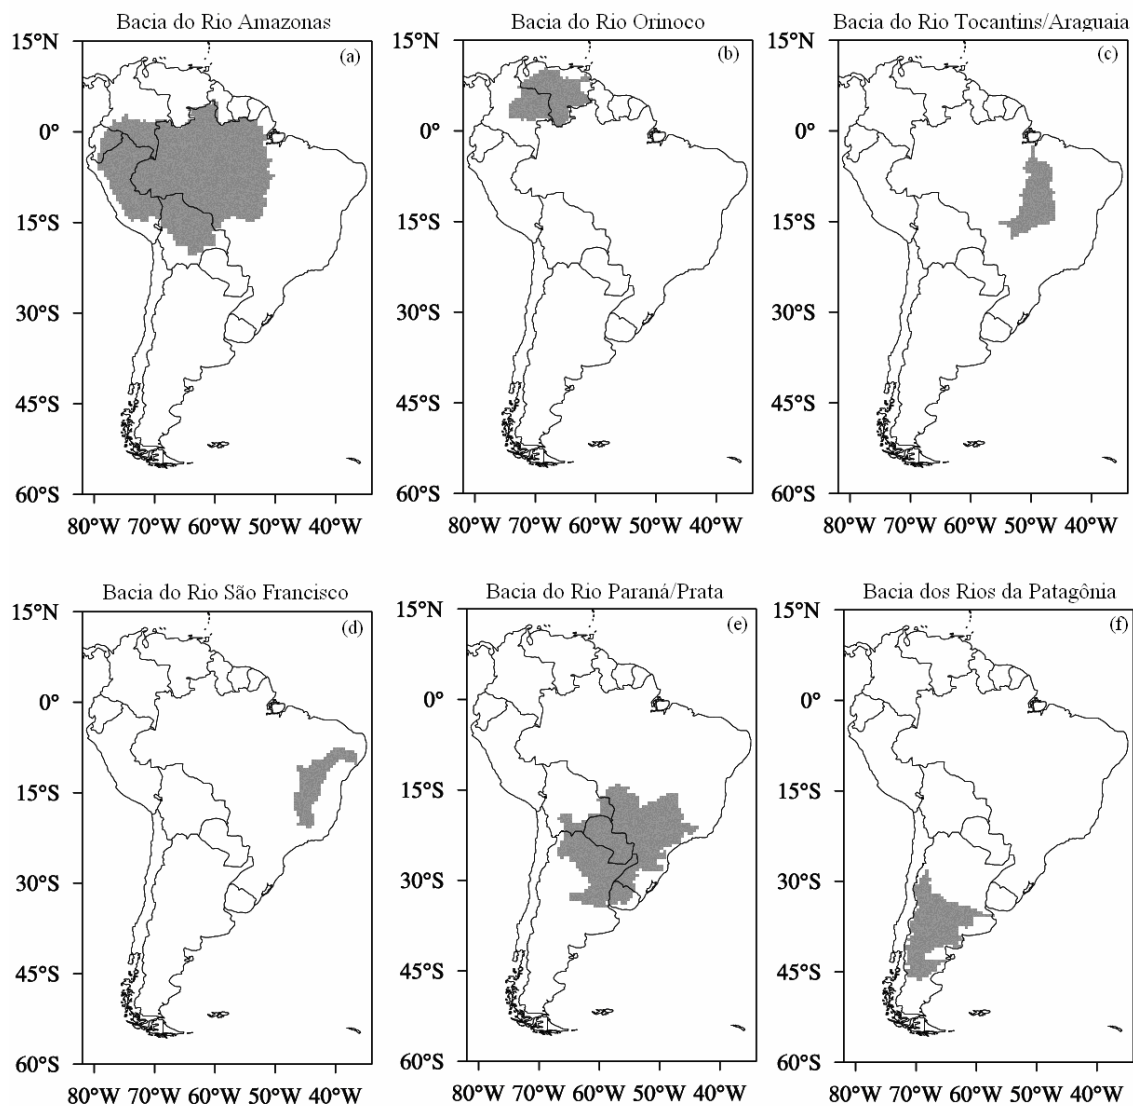 Bacia do Rio Amazonas
(a)
15°N
0°
15°S
30°S
45°S
60°S
80°W 70°W 60°W 50°W 40°W
Bacia do Rio Orinoco
(b)
15°N
0°
15°S
30°S
45°S
60°S
80°W 70°W 60°W 50°W 40°W
Bacia do Rio Tocantins/Araguaia
(c)
15°N
0°
15°S
30°S
45°S
60°S
80°W 70°W 60°W 50°W 40°W
Bacia do Rio São Francisco
(d)
15°N
0°
15°S
30°S
45°S
60°S
80°W 70°W 60°W 50°W 40°W
Bacia do Rio Paraná/Prata
(e)
15°N
0°
15°S
30°S
45°S
60°S
80°W 70°W 60°W 50°W 40°W
Bacia dos Rios da Patagônia
(f)
15°N
0°
15°S
30°S
45°S
60°S
80°W 70°W 60°W 50°W 40°W